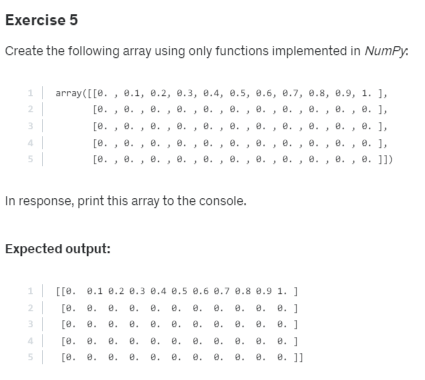 Exercise 5
Create the following array using only functions implemented in NumPy:
1 array([[0. , 0.1, 0.2, 0.3, 0.4, 0.5, 0.6, 0.7, 0.8, 0.9, 1. ],
2 [0. , 0. , 0. , 0. , 0. , 0. , 0. , 0. , 0. , 0. , 0. ],
3 [0. , 0. , 0. , 0. , 0. , 0. , 0. , 0. , 0. , 0. , 0. ],
4 [0. , 0. , 0. , 0. , 0. , 0. , 0. , 0. , 0. , 0. , 0. ],
5 [0. , 0. , 0. , 0. , 0. , 0. , 0. , 0. , 0. , 0. , 0. ]])
In response, print this array to the console.
Expected output:
1 [[0. 0.1 0.2 0.3 0.4 0.5 0.6 0.7 0.8 0.9 1. ]
2 [0. 0. 0. 0. 0. 0. 0. 0. 0. 0. 0. ]
3 [0. 0. 0. 0. 0. 0. 0. 0. 0. 0. 0. ]
4 [0. 0. 0. 0. 0. 0. 0. 0. 0. 0. 0. ]
5 [0. 0. 0. 0. 0. 0. 0. 0. 0. 0. 0. ]]